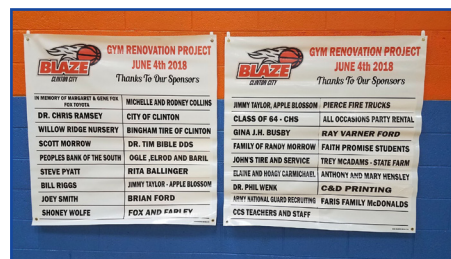 BLAZE
CLINTON CITY
GYM RENOVATION PROJECT
JUNE 4th 2018
Thanks To Our Sponsors
IN MEMORY OF MARGARET & GENE FOX
FOX TOYOTA
MICHELLE AND RODNEY COLLINS
DR. CHRIS RAMSEY
CITY OF CLINTON
WILLOW RIDGE NURSERY
BINGHAM TIRE OF CLINTON
SCOTT MORROW
DR. TIM BIBLE DDS
PEOPLES BANK OF THE SOUTH
OGLE ,ELROD AND BARIL
STEVE PYATT
RITA BALLINGER
BILL RIGGS
JIMMY TAYLOR - APPLE BLOSSOM
JOEY SMITH
BRIAN FORD
SHONEY WOLFE
FOX AND FARLEY
BLAZE
CLINTON CITY
GYM RENOVATION PROJECT
JUNE 4th 2018
Thanks To Our Sponsors
JIMMY TAYLOR, APPLE BLOSSOM
PIERCE FIRE TRUCKS
CLASS OF 64 - CHS
ALL OCCASIONS PARTY RENTAL
GINA J.H. BUSBY
RAY VARNER FORD
FAMILY OF RANDY MORROW
FAITH PROMISE STUDENTS
JOHN'S TIRE AND SERVICE
TREY MCADAMS - STATE FARM
ELAINE AND HOAGY CARMICHAEL
ANTHONY AND MARY HENSLEY
DR. PHIL WENK
C&D PRINTING
ARMY NATIONAL GUARD RECRUITING
FARIS FAMILY McDONALDS
CCS TEACHERS AND STAFF